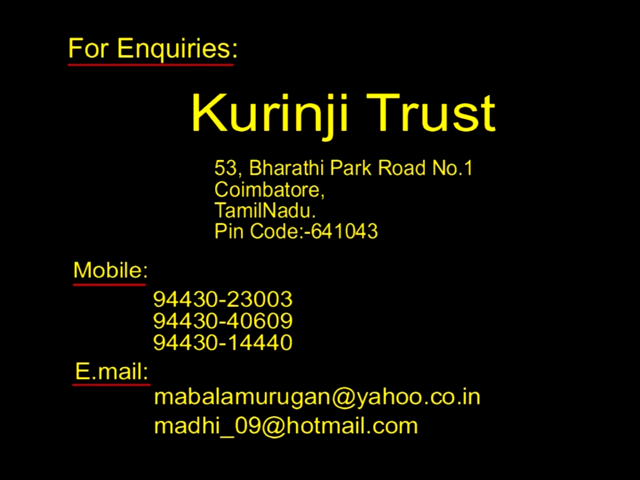 For Enquiries:
Kurinji Trust
53, Bharathi Park Road No.1
Coimbatore,
TamilNadu.
Pin Code:-641043
Mobile:
94430-23003
94430-40609
94430-14440
E.mail:
mabalamurugan@yahoo.co.in
madhi_09@hotmail.com